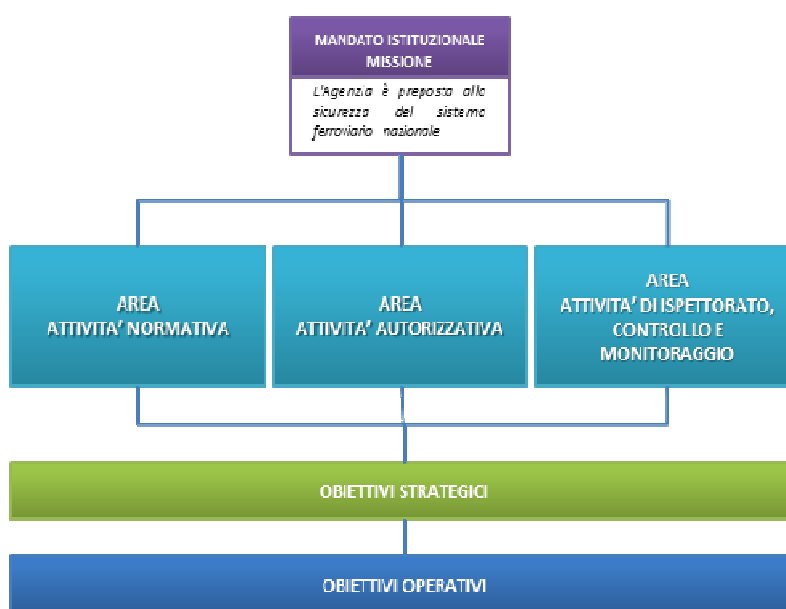 MANDATO ISTITUZIONALE
MISSIONE
L'Agenzia è preposta alla
sicurezza del sistema
ferroviario nazionale
AREA
ATTIVITA' NORMATIVA
AREA
ATTIVITA' AUTORIZZATIVA
AREA
ATTIVITA' DI ISPETTORATO,
CONTROLLO E
MONITORAGGIO
OBIETTIVI STRATEGICI
OBIETTIVI OPERATIVI